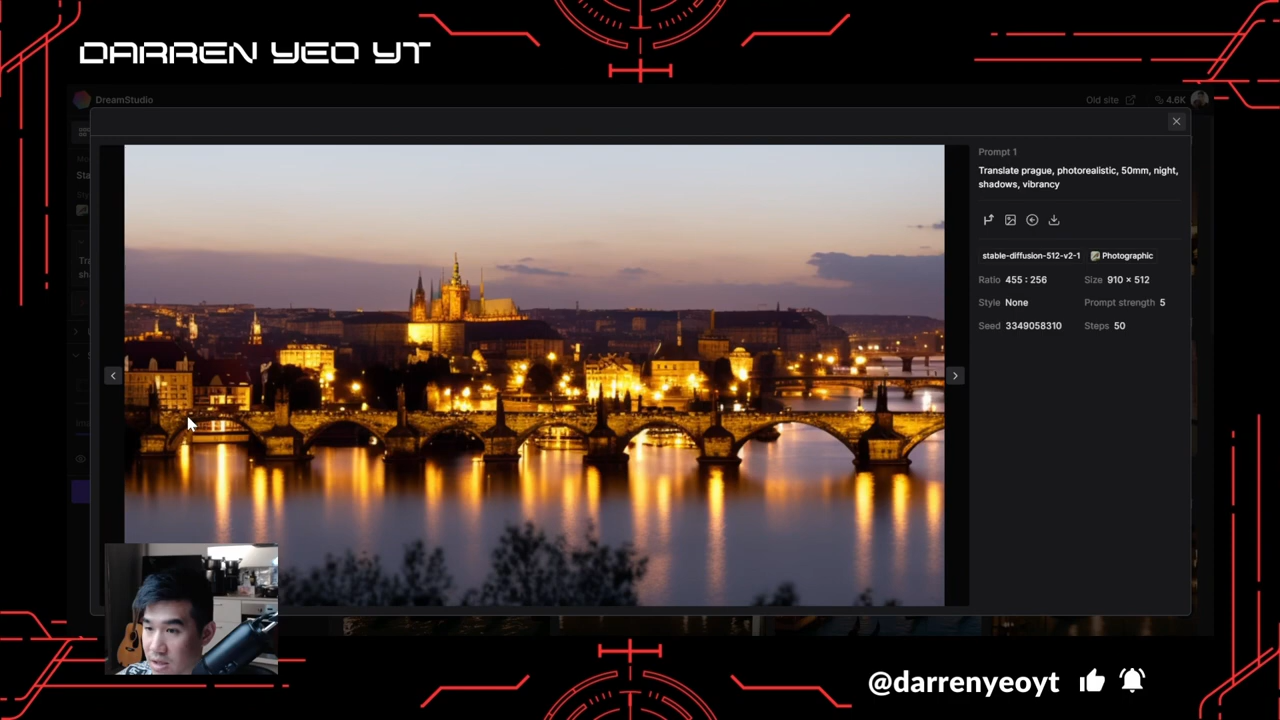 DARREN YEO YT
DreamStudio
Old site
4.6K
Prompt 1
Translate prague, photorealistic, 50mm, night,
shadows, vibrancy
stable-diffusion-512-v2-1 Photographic
Ratio 455 : 256 Size 910 × 512
Style None Prompt strength 5
Seed 3349058310 Steps 50
@darrenyeoyt